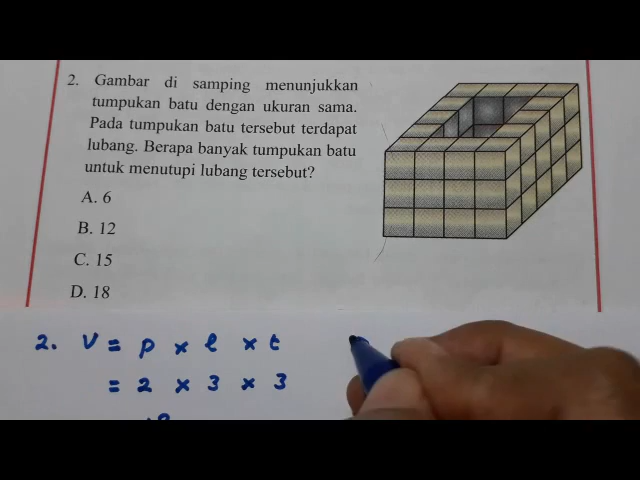 2. Gambar di samping menunjukkan
tumpukan batu dengan ukuran sama.
Pada tumpukan batu tersebut terdapat
lubang. Berapa banyak tumpukan batu
untuk menutupi lubang tersebut?
A. 6
B. 12
C. 15
D. 18
2. V = p x l x t
= 2 x 3 x 3